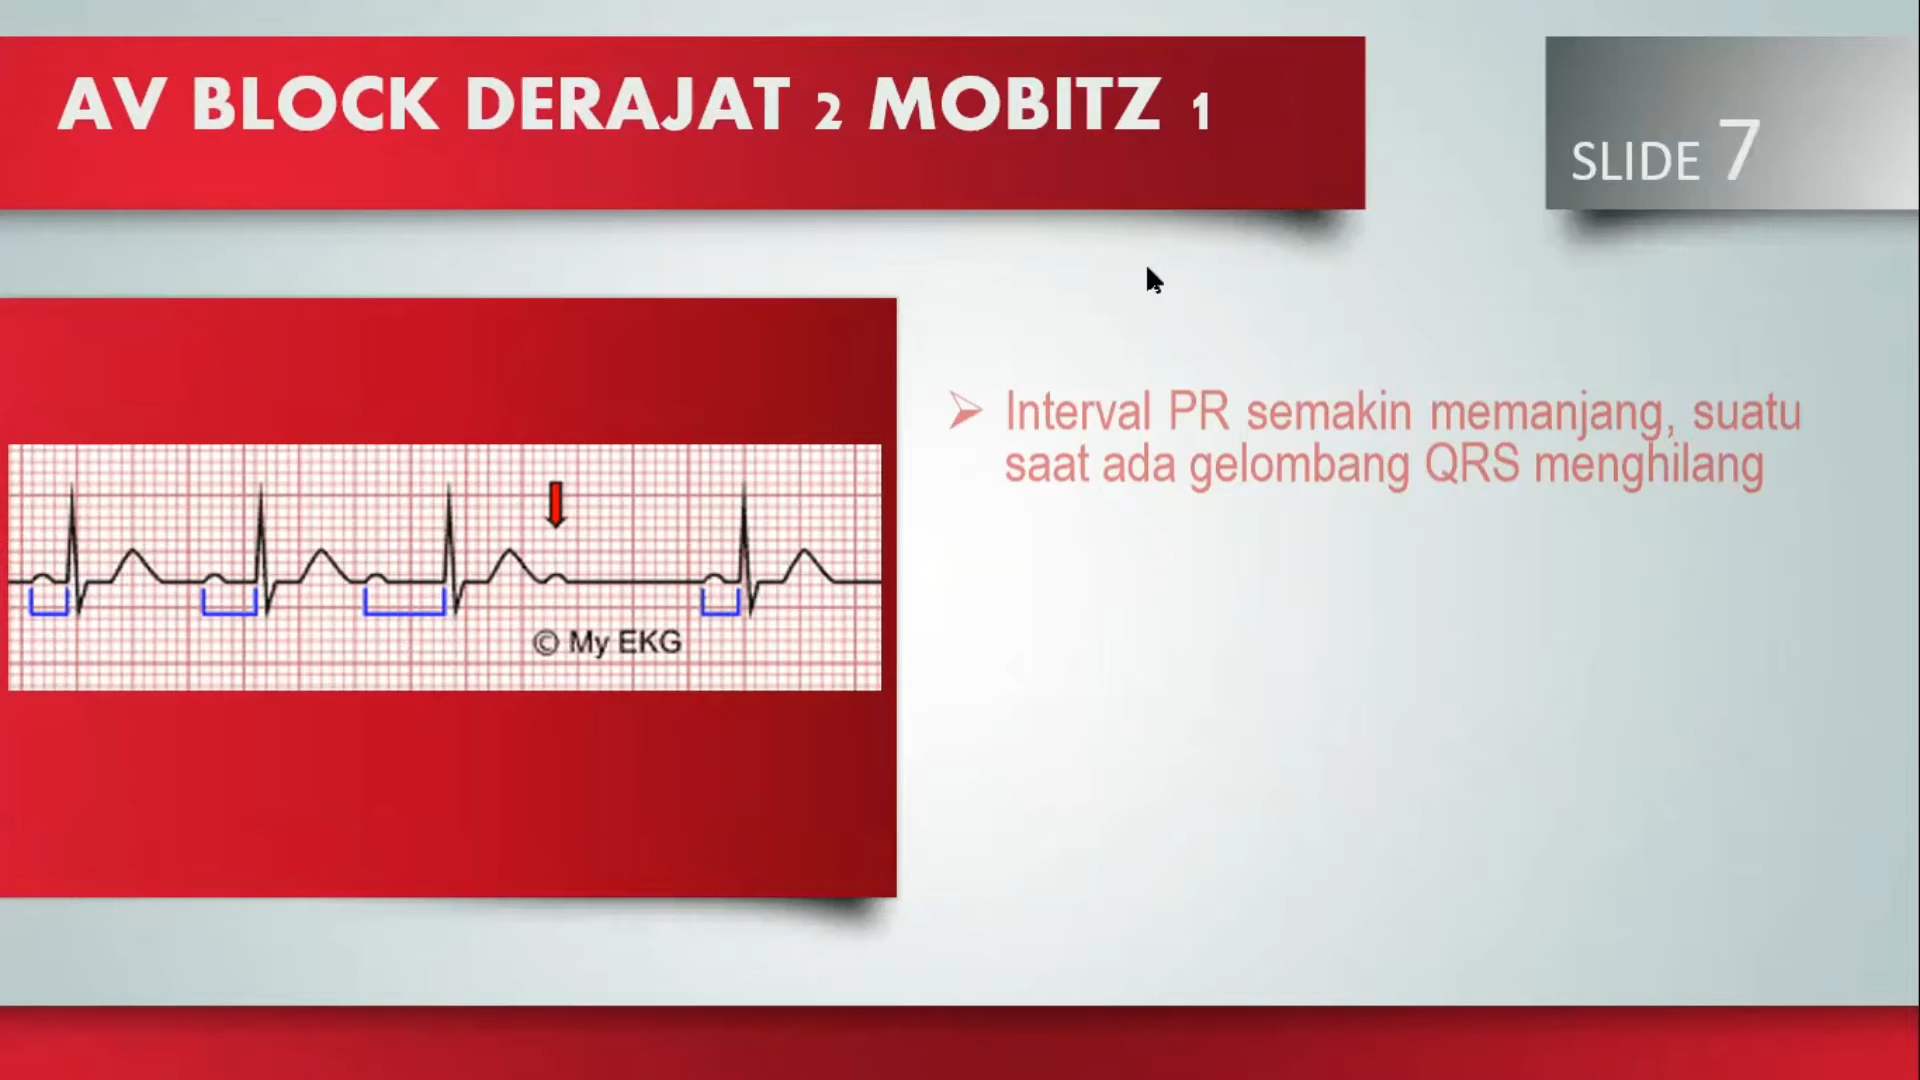 AV BLOCK DERAJAT 2 MOBITZ 1
SLIDE 7
Interval PR semakin memanjang, suatu
saat ada gelombang QRS menghilang
© My EKG